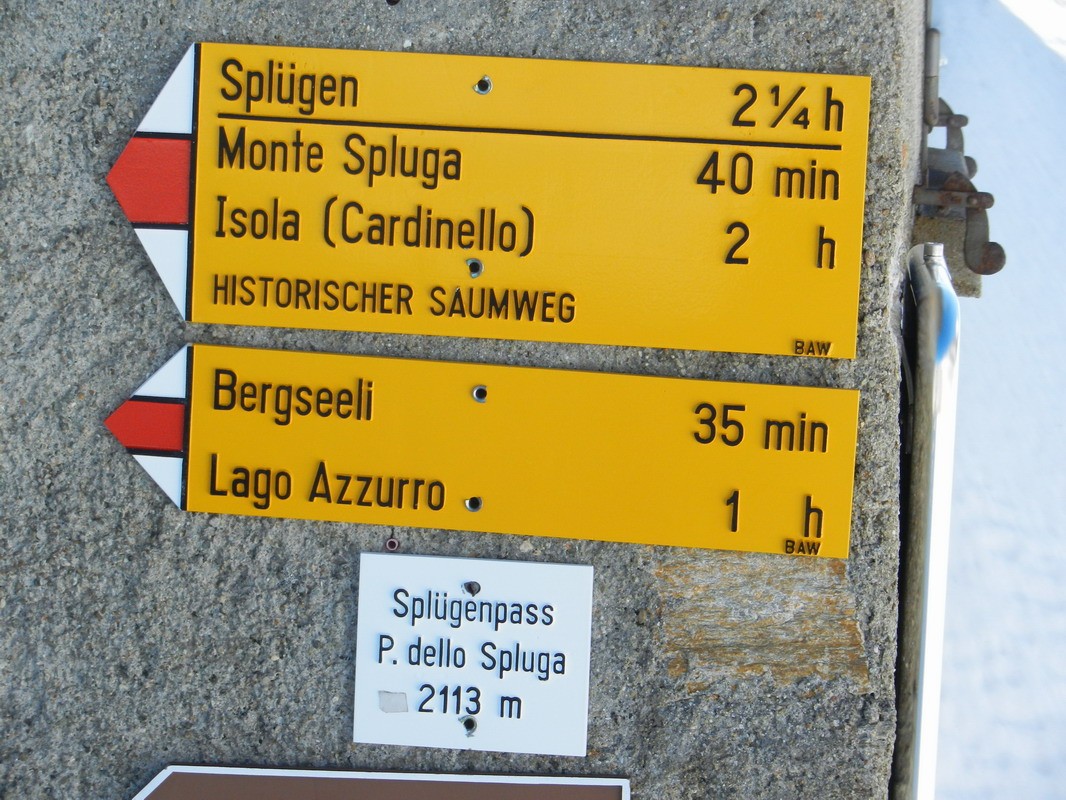 Splügen 2¼ h
Monte Spluga 40 min
Isola (Cardinello) 2 h
HISTORISCHER SAUMWEG
BAW
Bergseeli 35 min
Lago Azzurro 1 h
BAW
Splügenpass
P. dello Spluga
2113 m